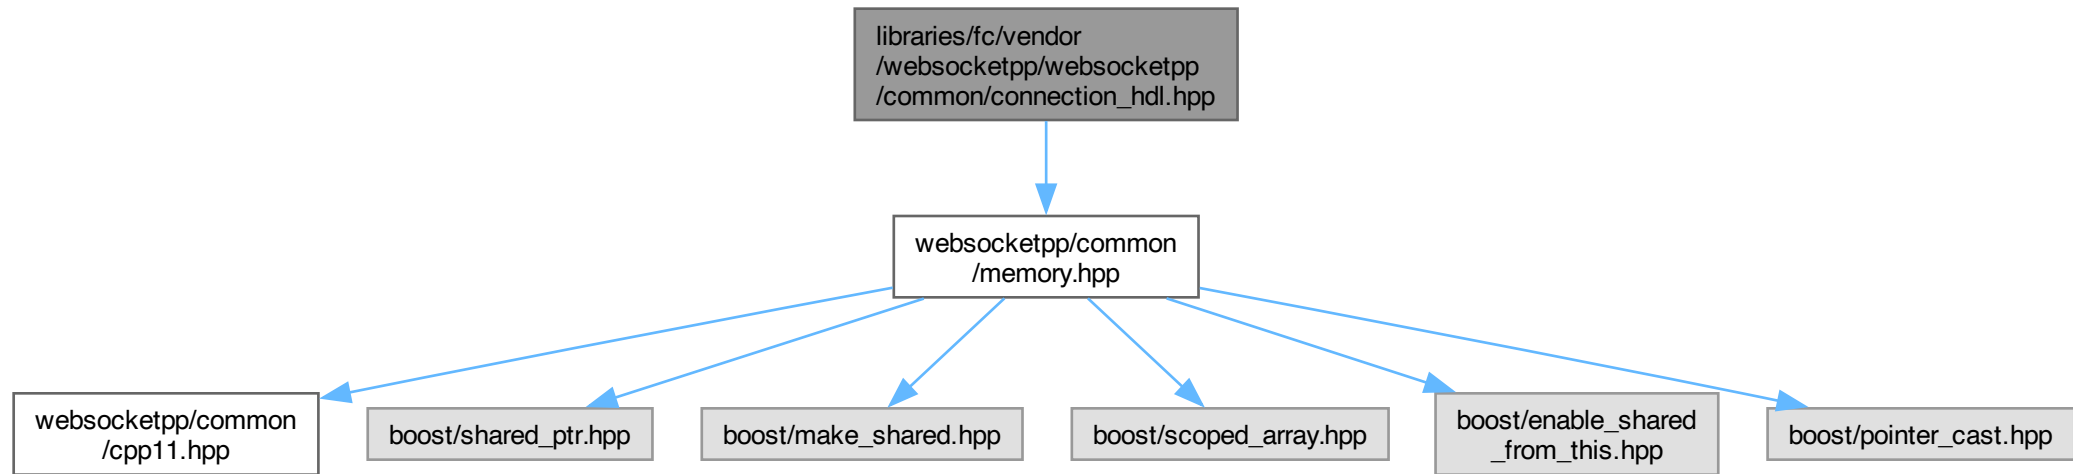 libraries/fc/vendor
/websocketpp/websocketpp
/common/connection_hdl.hpp
websocketpp/common
/memory.hpp
websocketpp/common
/cpp11.hpp
boost/shared_ptr.hpp
boost/make_shared.hpp
boost/scoped_array.hpp
boost/enable_shared
_from_this.hpp
boost/pointer_cast.hpp